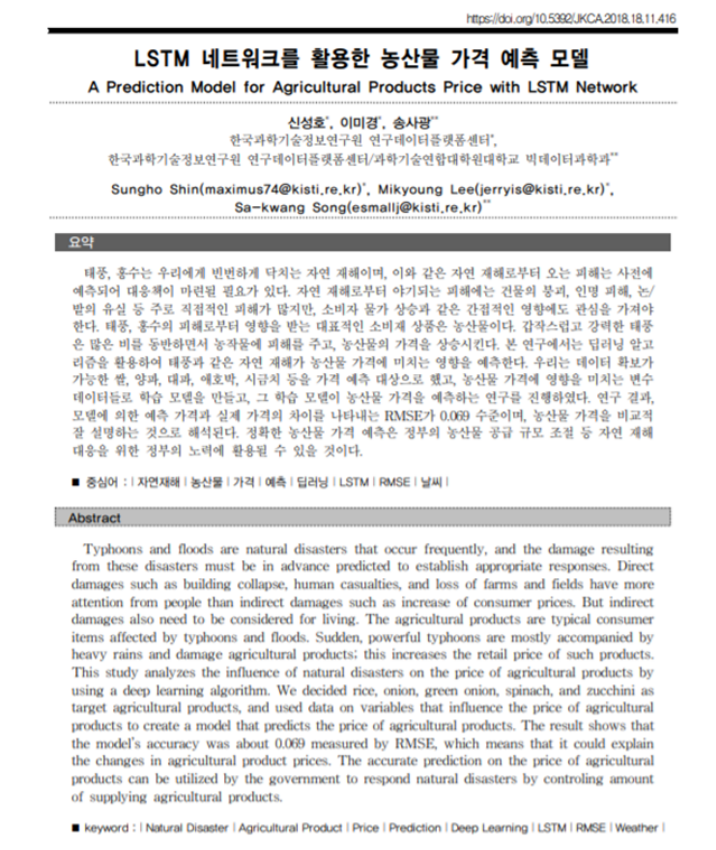 https://doi.org/10.5392/JKCA.2018.18.11.416
LSTM 네트워크를 활용한 농산물 가격 예측 모델
A Prediction Model for Agricultural Products Price with LSTM Network
신성호*, 이미경*, 송사광**
한국과학기술정보연구원 연구데이터플랫폼센터*,
한국과학기술정보연구원 연구데이터플랫폼센터/과학기술연합대학원대학교 빅데이터과학과**
Sungho Shin(maximus74@kisti.re.kr)*, Mikyoung Lee(jerryis@kisti.re.kr)*,
Sa-kwang Song(esmallj@kisti.re.kr)**
요약
태풍, 홍수는 우리에게 빈번하게 닥치는 자연 재해이며, 이와 같은 자연 재해로부터 오는 피해는 사전에
예측되어 대응책이 마련될 필요가 있다. 자연 재해로부터 야기되는 피해에는 건물의 붕괴, 인명 피해, 논/
밭의 유실 등 주로 직접적인 피해가 많지만, 소비자 물가 상승과 같은 간접적인 영향에도 관심을 가져야
한다. 태풍, 홍수의 피해로부터 영향을 받는 대표적인 소비재 상품은 농산물이다. 갑작스럽고 강력한 태풍
은 많은 비를 동반하면서 농작물에 피해를 주고, 농산물의 가격을 상승시킨다. 본 연구에서는 딥러닝 알고
리즘을 활용하여 태풍과 같은 자연 재해가 농산물 가격에 미치는 영향을 예측한다. 우리는 데이터 확보가
가능한 쌀, 양파, 대파, 애호박, 시금치 등을 가격 예측 대상으로 했고, 농산물 가격에 영향을 미치는 변수
데이터들로 학습 모델을 만들고, 그 학습 모델이 농산물 가격을 예측하는 연구를 진행하였다. 연구 결과,
모델에 의한 예측 가격과 실제 가격의 차이를 나타내는 RMSE가 0.069 수준이며, 농산물 가격을 비교적
잘 설명하는 것으로 해석된다. 정확한 농산물 가격 예측은 정부의 농산물 공급 규모 조절 등 자연 재해
대응을 위한 정부의 노력에 활용될 수 있을 것이다.
■ 중심어 : | 자연재해 | 농산물 | 가격 | 예측 | 딥러닝 | LSTM | RMSE | 날씨 |
Abstract
Typhoons and floods are natural disasters that occur frequently, and the damage resulting
from these disasters must be in advance predicted to establish appropriate responses. Direct
damages such as building collapse, human casualties, and loss of farms and fields have more
attention from people than indirect damages such as increase of consumer prices. But indirect
damages also need to be considered for living. The agricultural products are typical consumer
items affected by typhoons and floods. Sudden, powerful typhoons are mostly accompanied by
heavy rains and damage agricultural products; this increases the retail price of such products.
This study analyzes the influence of natural disasters on the price of agricultural products by
using a deep learning algorithm. We decided rice, onion, green onion, spinach, and zucchini as
target agricultural products, and used data on variables that influence the price of agricultural
products to create a model that predicts the price of agricultural products. The result shows that
the model's accuracy was about 0.069 measured by RMSE, which means that it could explain
the changes in agricultural product prices. The accurate prediction on the price of agricultural
products can be utilized by the government to respond natural disasters by controling amount
of supplying agricultural products.
■ keyword : | Natural Disaster | Agricultural Product | Price | Prediction | Deep Learning | LSTM | RMSE | Weather |